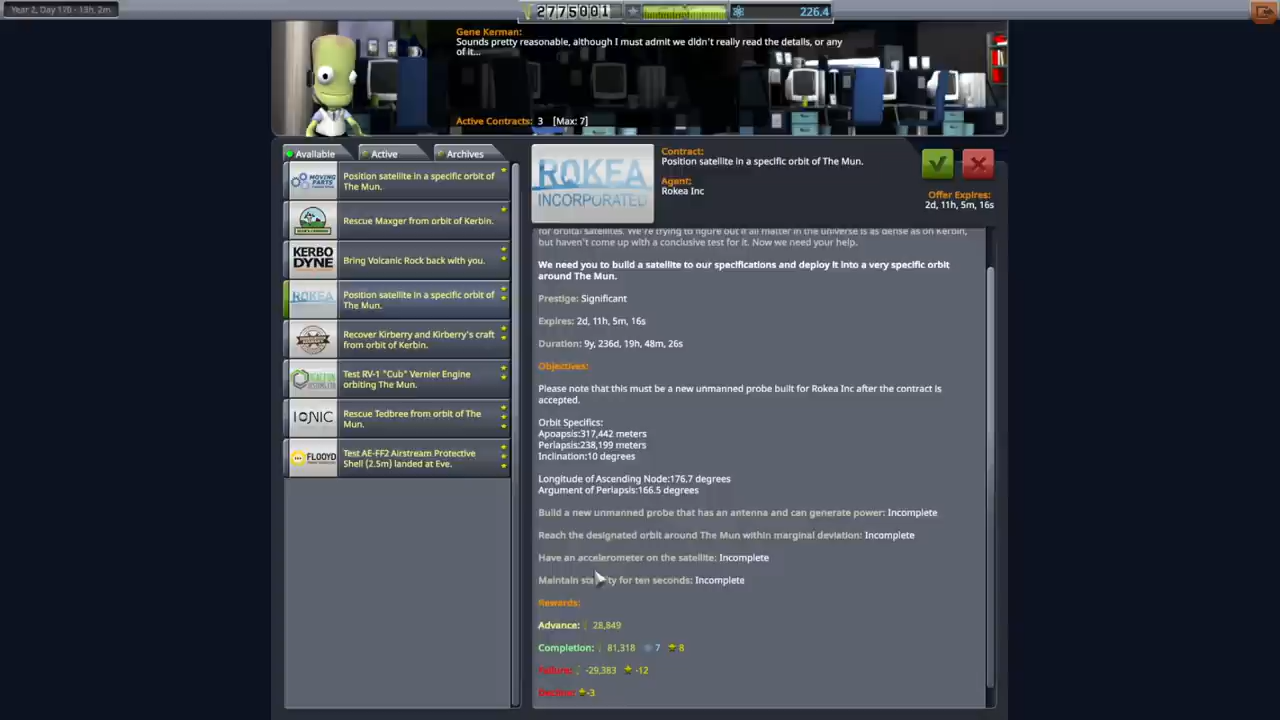 Year 2, Day 170 - 13h, 2m
2775001
226.4
Gene Kerman:
Sounds pretty reasonable, although I must admit we didn't really read the details, or any
of it...
Active Contracts: 3 [Max: 7]
Available
Active
Archives
MOVING PARTS
Position satellite in a specific orbit of
The Mun.
Rescue Maxger from orbit of Kerbin.
KERBO
DYNE
Bring Volcanic Rock back with you.
ROKEA
Position satellite in a specific orbit of
The Mun.
Recover Kirberry and Kirberry's craft
from orbit of Kerbin.
Test RV-1 "Cub" Vernier Engine
orbiting The Mun.
IONIC
Rescue Tedbree from orbit of The
Mun.
FLOOYD
Test AE-FF2 Airstream Protective
Shell (2.5m) landed at Eve.
ROKEA
INCORPORATED
Contract:
Position satellite in a specific orbit of The Mun.
Agent:
Rokea Inc
Offer Expires:
2d, 11h, 5m, 16s
for orbital satellites. We're trying to figure out if all matter in the universe is as dense as on Kerbin,
but haven't come up with a conclusive test for it. Now we need your help.
We need you to build a satellite to our specifications and deploy it into a very specific orbit
around The Mun.
Prestige: Significant
Expires: 2d, 11h, 5m, 16s
Duration: 9y, 236d, 19h, 48m, 26s
Objectives:
Please note that this must be a new unmanned probe built for Rokea Inc after the contract is
accepted.
Orbit Specifics:
Apoapsis:317,442 meters
Periapsis:238,199 meters
Inclination:10 degrees
Longitude of Ascending Node:176.7 degrees
Argument of Periapsis:166.5 degrees
Build a new unmanned probe that has an antenna and can generate power: Incomplete
Reach the designated orbit around The Mun within marginal deviation: Incomplete
Have an accelerometer on the satellite: Incomplete
Maintain stability for ten seconds: Incomplete
Rewards:
Advance: 28,849
Completion: 81,318 7 8
Failure: -29,383 -12
Decline: -3